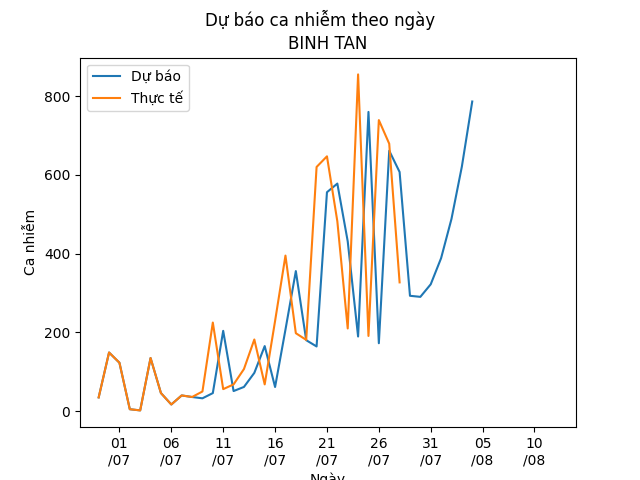 Dự báo ca nhiễm theo ngày
BINH TAN
Dự báo
Thực tế
Ca nhiễm
800
600
400
200
0
01 06 11 16 21 26 31 05 10
/07 /07 /07 /07 /07 /07 /07 /08 /08
Ngày